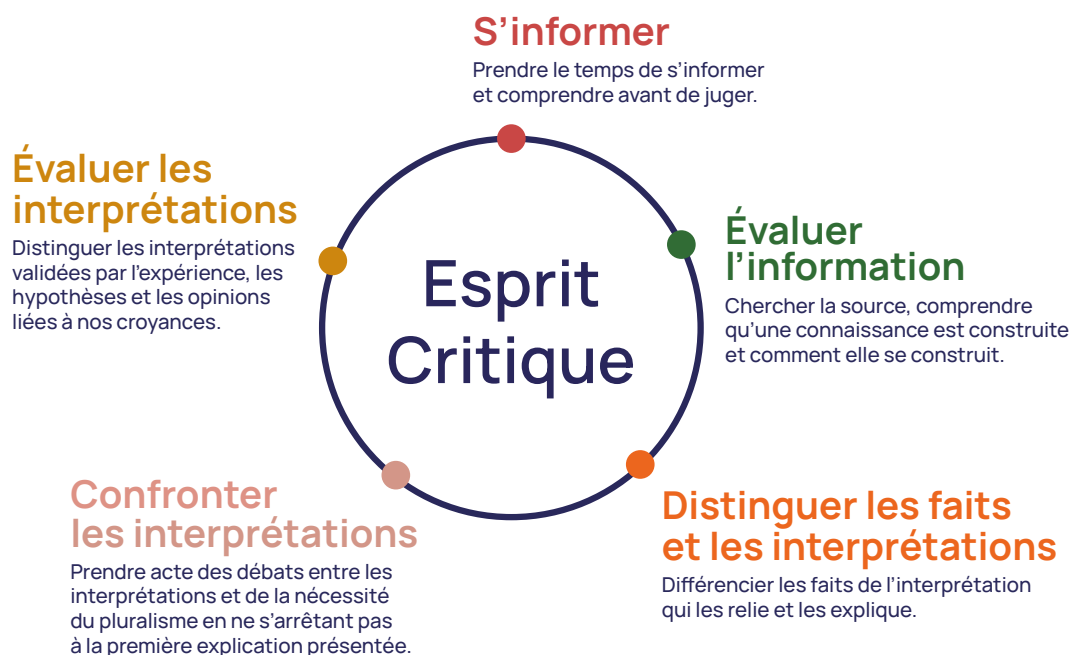 S'informer
Prendre le temps de s'informer
et comprendre avant de juger.
Évaluer
l'information
Chercher la source, comprendre
qu'une connaissance est construite
et comment elle se construit.
Distinguer les faits
et les interprétations
Différencier les faits de l'interprétation
qui les relie et les explique.
Confronter
les interprétations
Prendre acte des débats entre les
interprétations et de la nécessité
du pluralisme en ne s'arrêtant pas
à la première explication présentée.
Évaluer les
interprétations
Distinguer les interprétations
validées par l'expérience, les
hypothèses et les opinions
liées à nos croyances.
Esprit
Critique